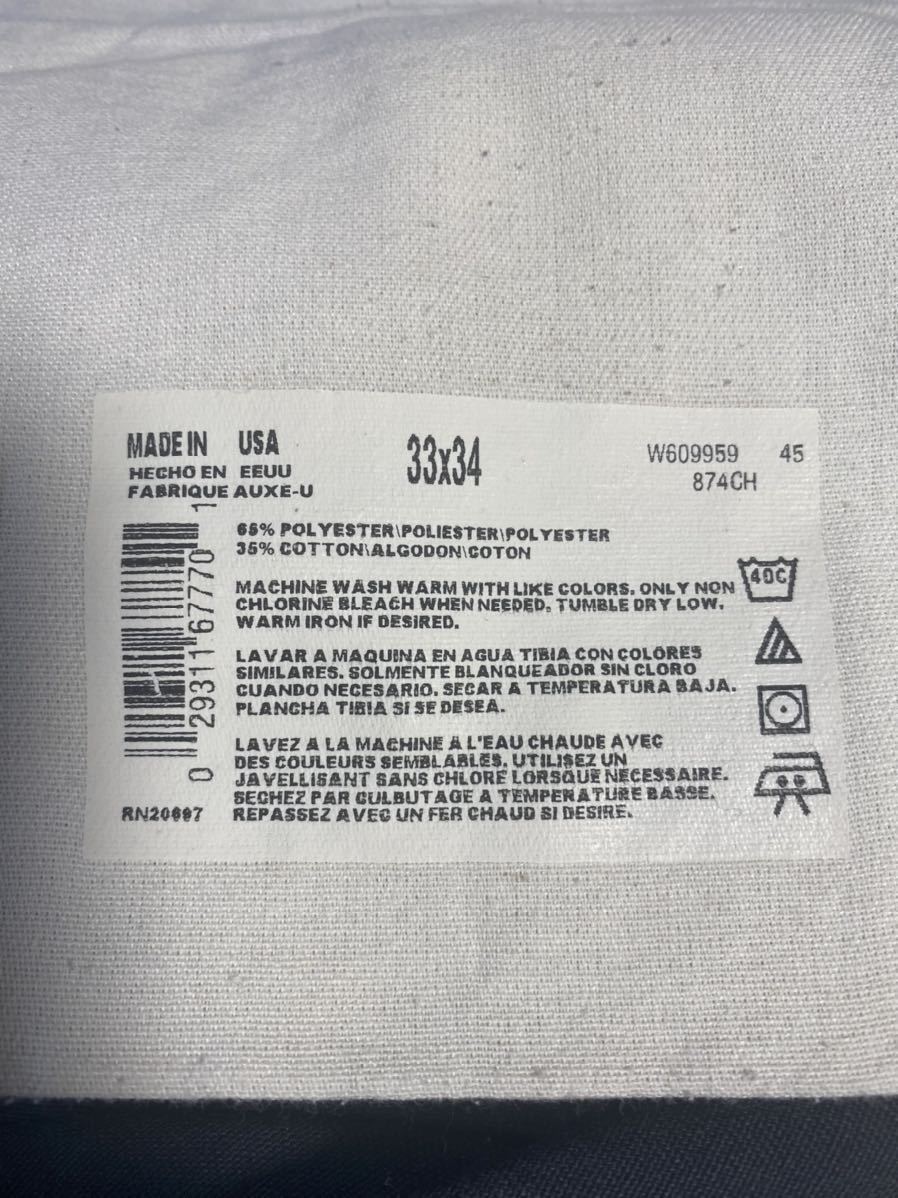 MADE IN USA
HECHO EN EEUU
FABRIQUE AUXE-U
33x34
W609959 45
874CH
65% POLYESTER\POLIESTER\POLYESTER
35% COTTON\ALGODON\COTON
MACHINE WASH WARM WITH LIKE COLORS. ONLY NON
CHLORINE BLEACH WHEN NEEDED. TUMBLE DRY LOW.
WARM IRON IF DESIRED.
LAVAR A MAQUINA EN AGUA TIBIA CON COLORES
SIMILARES. SOLMENTE BLANQUEADOR SIN CLORO
CUANDO NECESARIO. SECAR A TEMPERATURA BAJA.
PLANCHA TIBIA SI SE DESEA.
LAVEZ A LA MACHINE A L'EAU CHAUDE AVEC
DES COULEURS SEMBLABLES. UTILISEZ UN
JAVELLISANT SANS CHLORE LORSQUE NECESSAIRE.
SECHEZ PAR CULBUTAGE A TEMPERATURE BASSE.
REPASSEZ AVEC UN FER CHAUD SI DESIRE.
40C
0 29311 67770 1